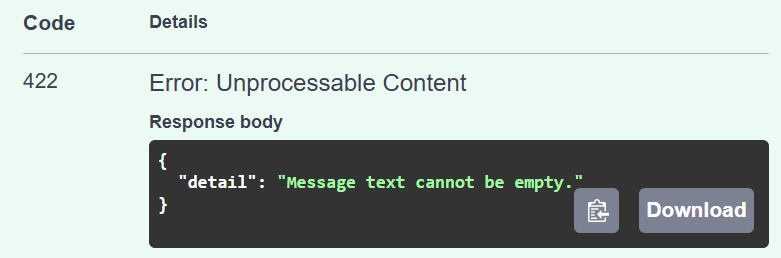 Code Details
422 Error: Unprocessable Content
Response body
{
"detail": "Message text cannot be empty."
}
Download